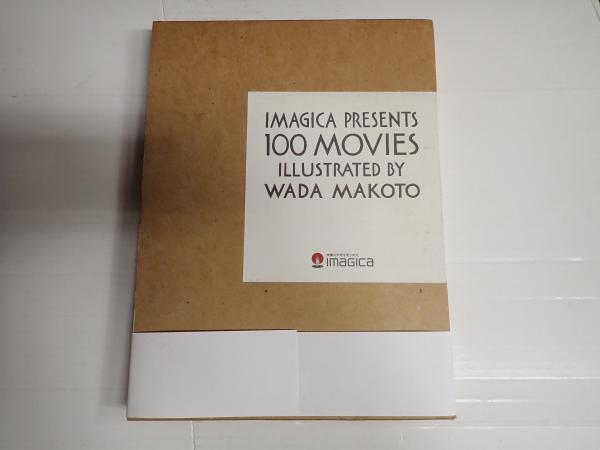 IMAGICA PRESENTS
100 MOVIES
ILLUSTRATED BY
WADA MAKOTO
imagica